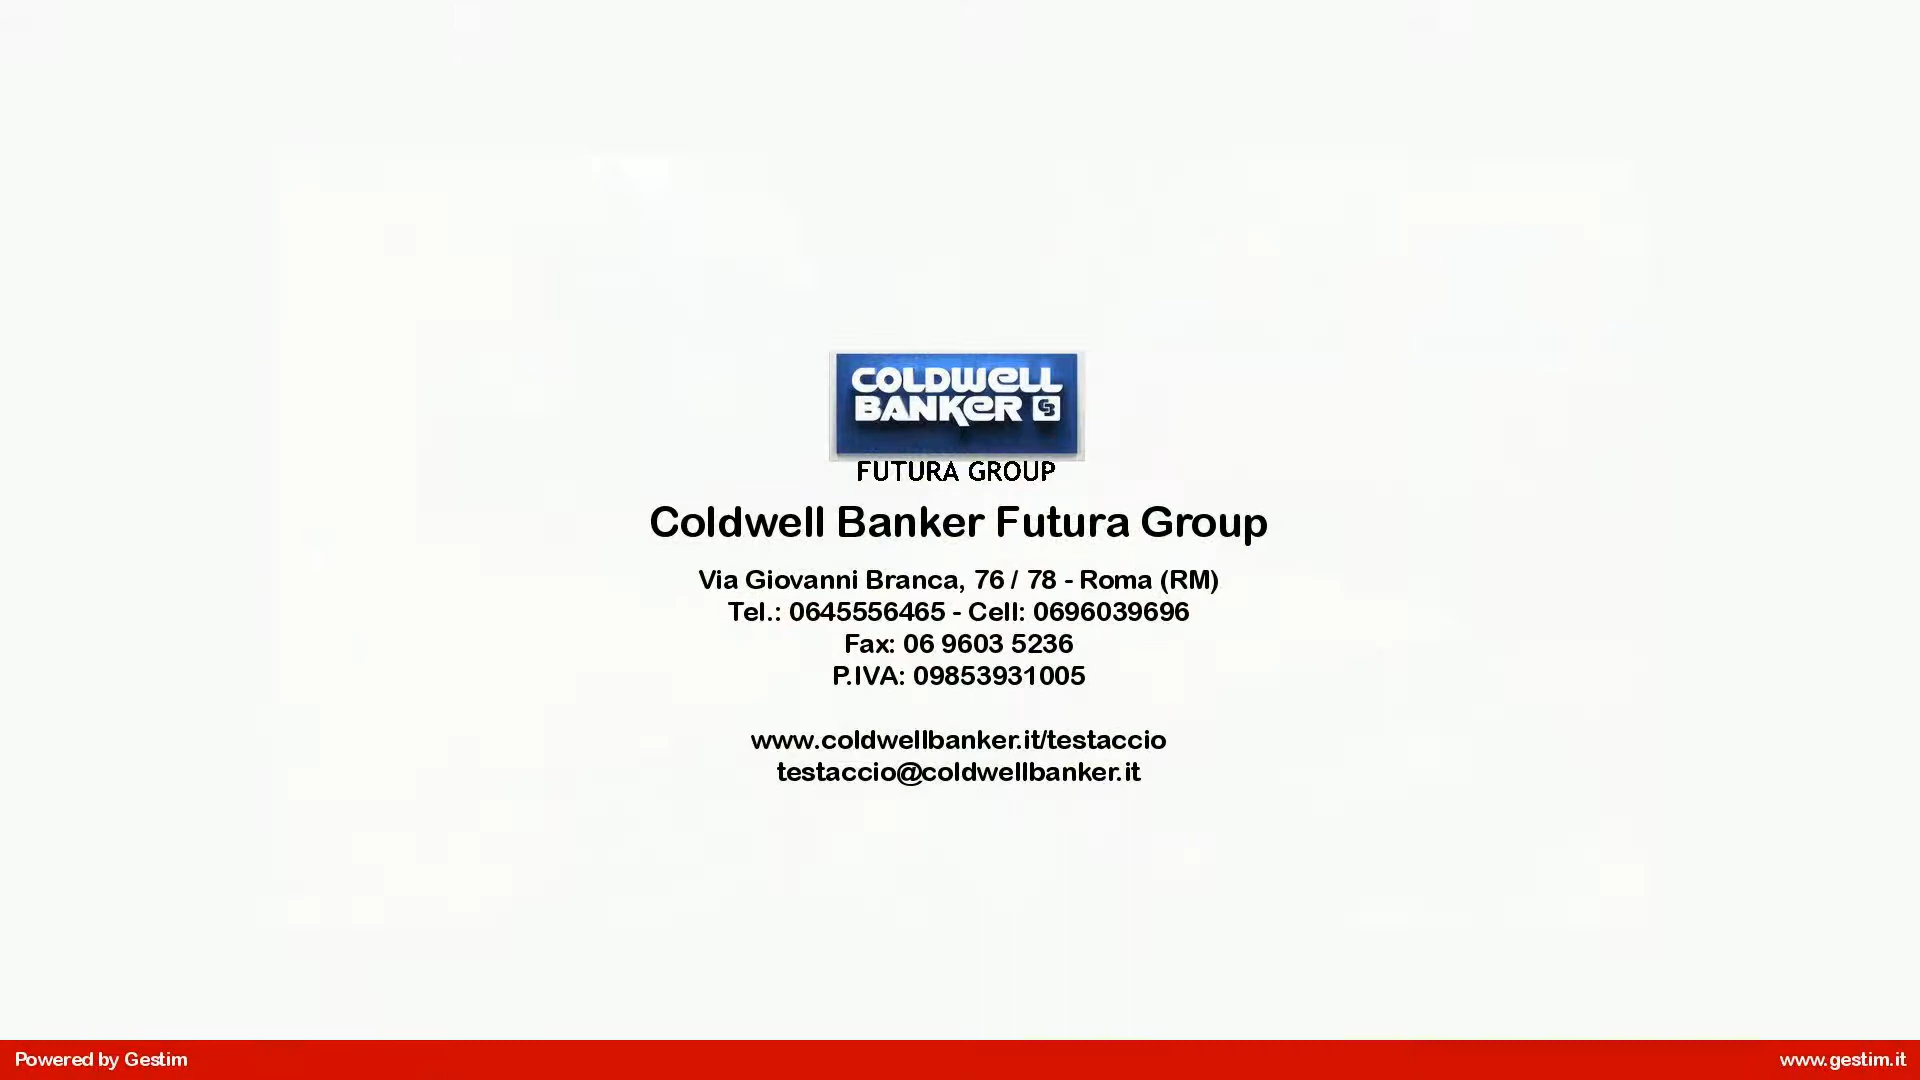 COLDWELL
BANKER CB
FUTURA GROUP
Coldwell Banker Futura Group
Via Giovanni Branca, 76 / 78 - Roma (RM)
Tel.: 0645556465 - Cell: 0696039696
Fax: 06 9603 5236
P.IVA: 09853931005
www.coldwellbanker.it/testaccio
testaccio@coldwellbanker.it
Powered by Gestim
www.gestim.it